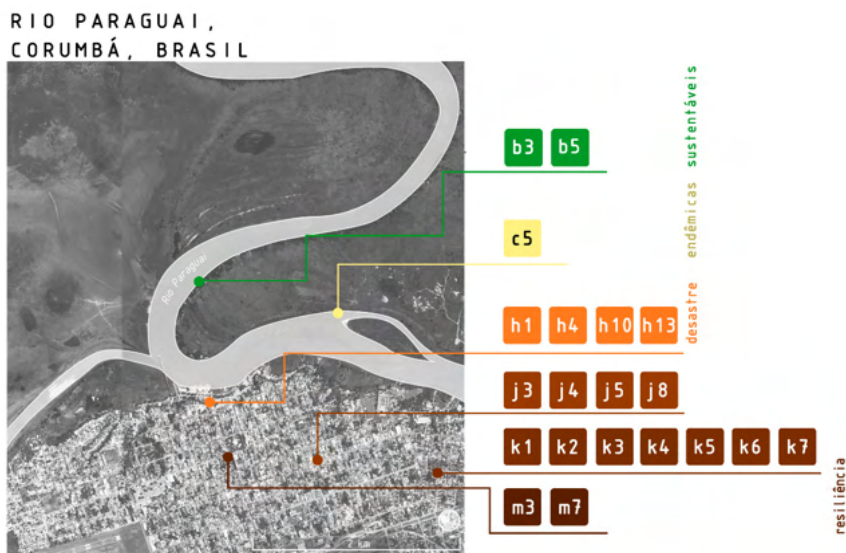 RIO PARAGUAI,
CORUMBÁ, BRASIL
sustentáveis
b3 b5
Rio Paraguai
endêmicas
c5
desastre
h1 h4 h10 h13
j3 j4 j5 j8
k1 k2 k3 k4 k5 k6 k7
resiliência
m3 m7